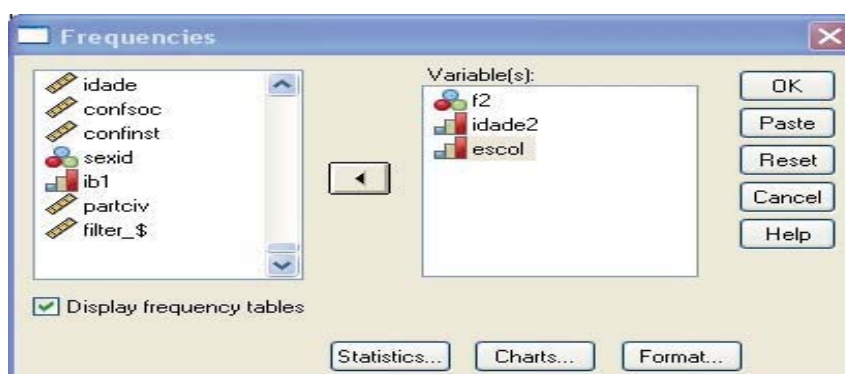 Frequencies
idade
confsoc
confinst
sexid
ib1
partciv
filter_$
Variable(s):
f2
idade2
escol
OK
Paste
Reset
Cancel
Help
Display frequency tables
Statistics...
Charts...
Format...